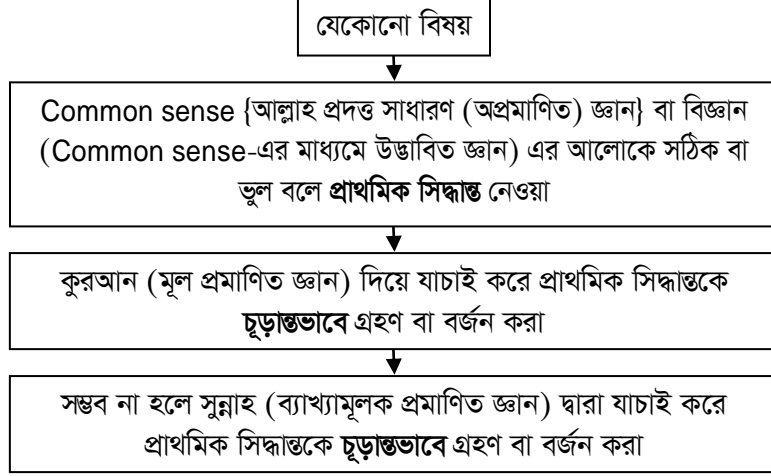 যেকোনো বিষয়
Common sense {আল্লাহ প্রদত্ত সাধারণ (অপ্রমাণিত) জ্ঞান} বা বিজ্ঞান
(Common sense-এর মাধ্যমে উদ্ভাবিত জ্ঞান) এর আলোকে সঠিক বা
ভুল বলে প্রাথমিক সিদ্ধান্ত নেওয়া
কুরআন (মূল প্রমাণিত জ্ঞান) দিয়ে যাচাই করে প্রাথমিক সিদ্ধান্তকে
চূড়ান্তভাবে গ্রহণ বা বর্জন করা
সম্ভব না হলে সুন্নাহ (ব্যাখ্যামূলক প্রমাণিত জ্ঞান) দ্বারা যাচাই করে
প্রাথমিক সিদ্ধান্তকে চূড়ান্তভাবে গ্রহণ বা বর্জন করা